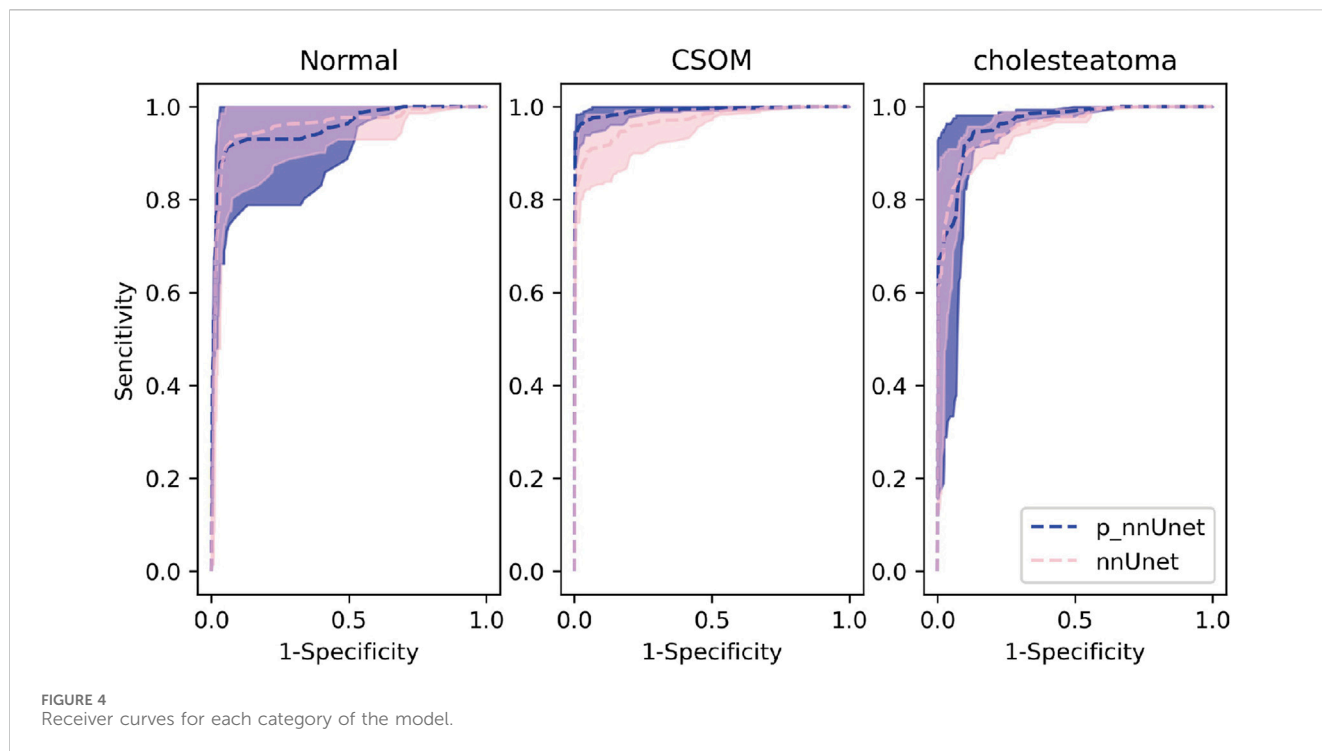 Normal
CSOM
cholesteatoma
1.0
0.8
0.6
0.4
0.2
0.0
Sencitivity
0.0 0.5 1.0
1-Specificity
1.0
0.8
0.6
0.4
0.2
0.0
0.0 0.5 1.0
1-Specificity
1.0
0.8
0.6
0.4
0.2
0.0
0.0 0.5 1.0
1-Specificity
p_nnUnet
nnUnet
FIGURE 4
Receiver curves for each category of the model.